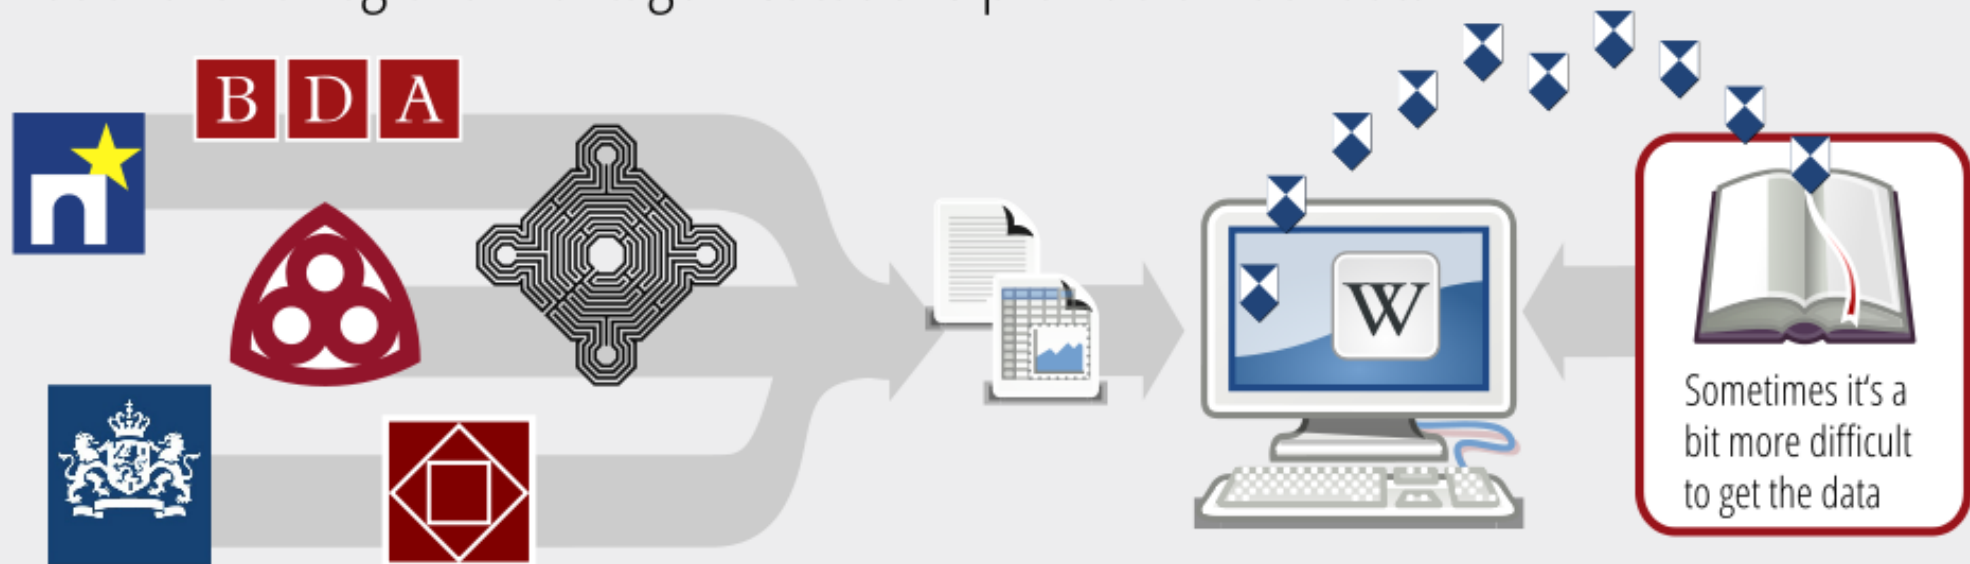 B D A
n
W
Sometimes it‘s a
bit more difficult
to get the data